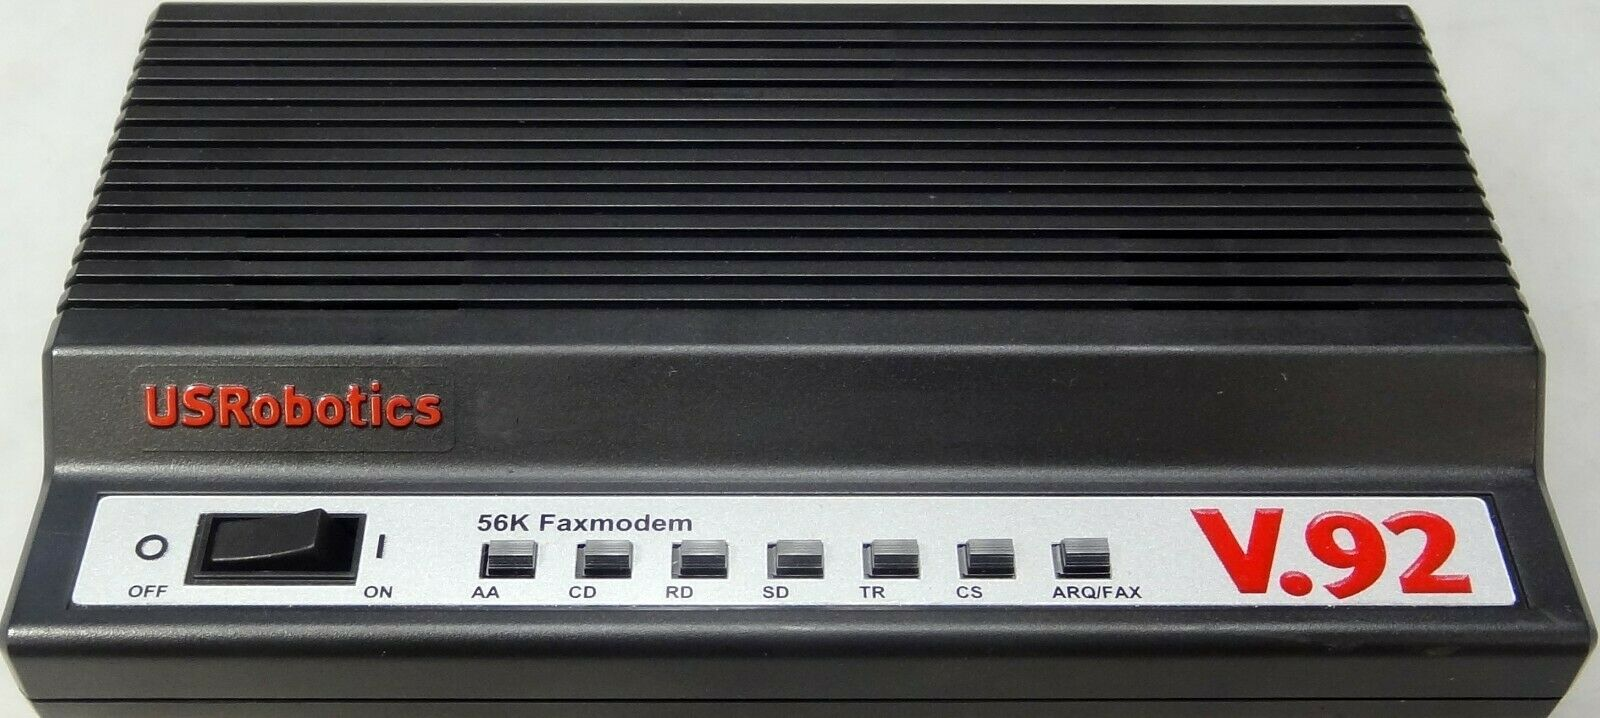 USRobotics
56K Faxmodem
V.92
O I
OFF ON AA CD RD SD TR CS ARQ/FAX